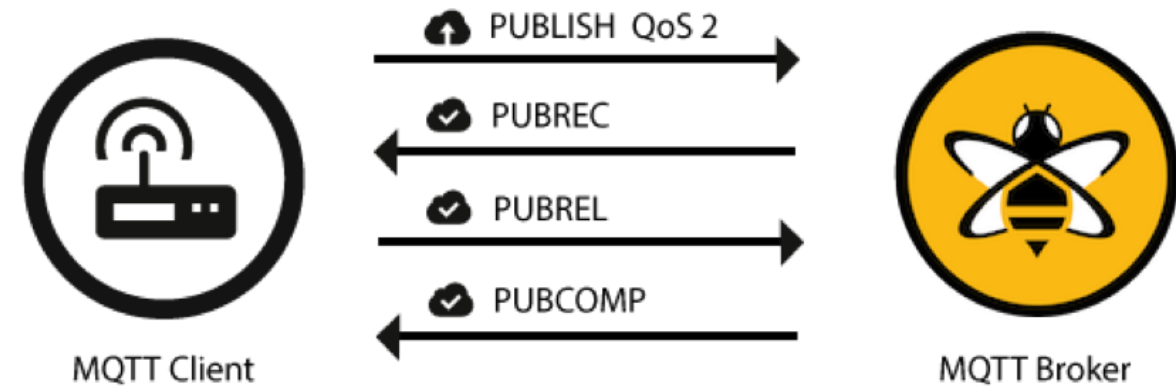 PUBLISH QoS 2
PUBREC
PUBREL
PUBCOMP
MQTT Client
MQTT Broker